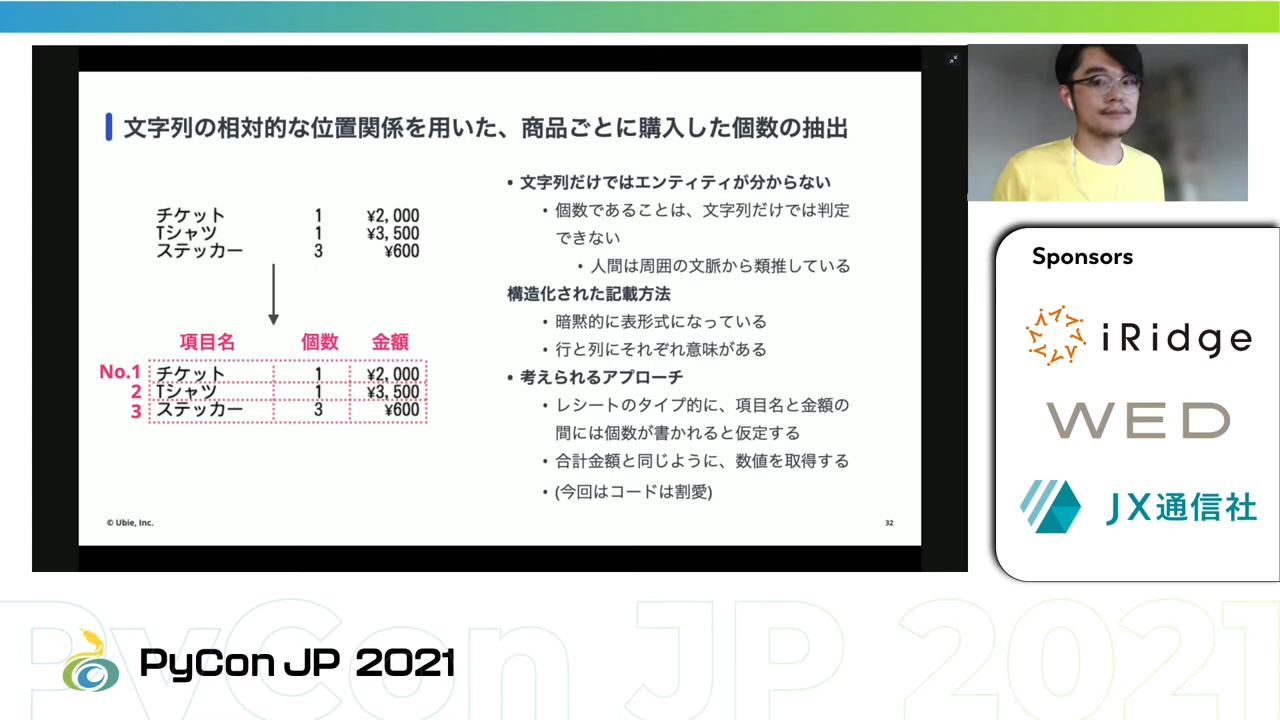 文字列の相対的な位置関係を用いた、商品ごとに購入した個数の抽出
チケット 1 ¥2,000
Tシャツ 1 ¥3,500
ステッカー 3 ¥600
項目名 個数 金額
No.1 チケット 1 ¥2,000
2 Tシャツ 1 ¥3,500
3 ステッカー 3 ¥600
• 文字列だけではエンティティが分からない
• 個数であることは、文字列だけでは判定
できない
• 人間は周囲の文脈から類推している
構造化された記載方法
• 暗黙的に表形式になっている
• 行と列にそれぞれ意味がある
• 考えられるアプローチ
• レシートのタイプ的に、項目名と金額の
間には個数が書かれると仮定する
• 合計金額と同じように、数値を取得する
• (今回はコードは割愛)
© Ubie, Inc.
32
Sponsors
iRidge
WED
JX通信社
PyCon JP 2021
PyCon JP 2021